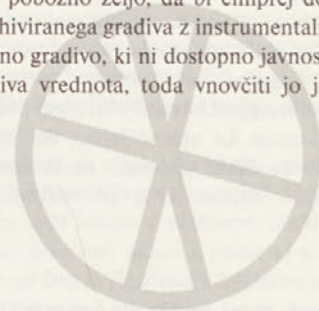 pobožno željo, da bi čimprej
hiviranega gradiva z instrumental
no gradivo, ki ni dostopno javnos
iva vrednota, toda vnovčiti jo